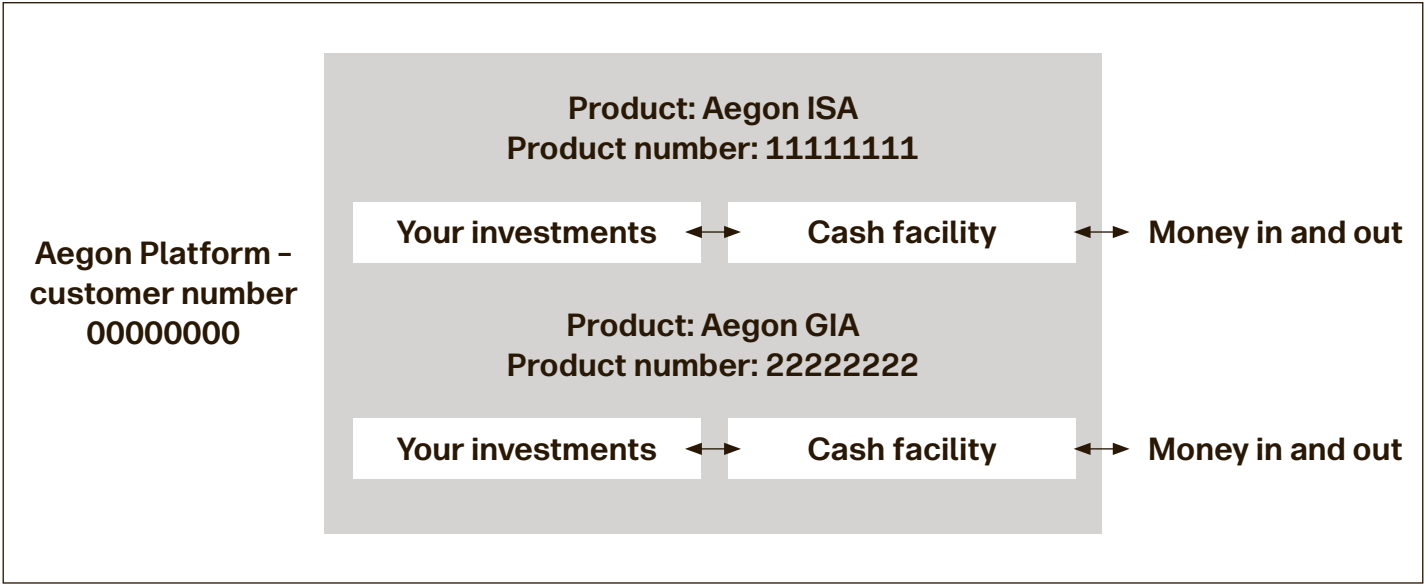 Product: Aegon ISA
Product number: 11111111
Your investments
Cash facility
Money in and out
Aegon Platform –
customer number
00000000
Product: Aegon GIA
Product number: 22222222
Your investments
Cash facility
Money in and out